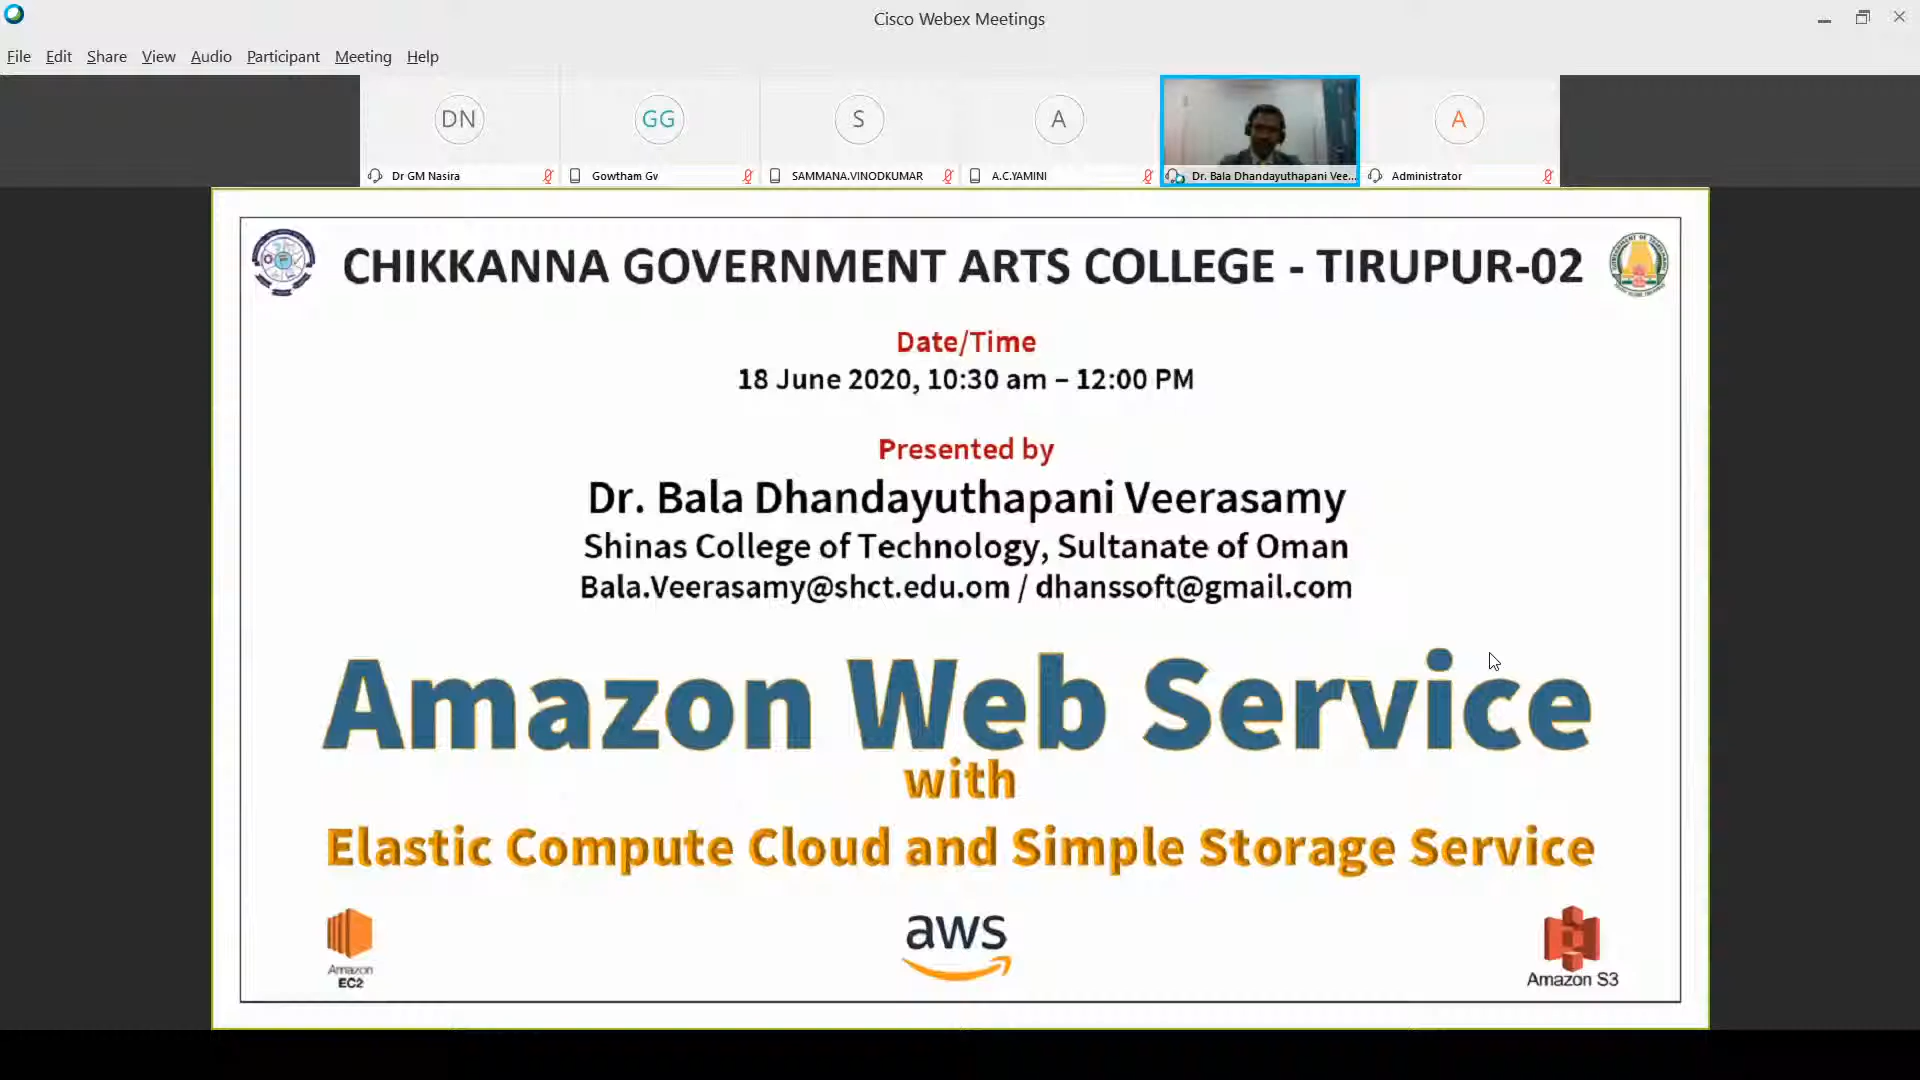 Cisco Webex Meetings
File Edit Share View Audio Participant Meeting Help
DN GG S A A
Dr GM Nasira Gowtham Gv SAMMANA.VINODKUMAR A.C.YAMINI Dr. Bala Dhandayuthapani Vee... Administrator
CHIKKANNA GOVERNMENT ARTS COLLEGE - TIRUPUR-02
Date/Time
18 June 2020, 10:30 am – 12:00 PM
Presented by
Dr. Bala Dhandayuthapani Veerasamy
Shinas College of Technology, Sultanate of Oman
Bala.Veerasamy@shct.edu.om / dhanssoft@gmail.com
Amazon Web Service
with
Elastic Compute Cloud and Simple Storage Service
Amazon
EC2
aws
Amazon S3